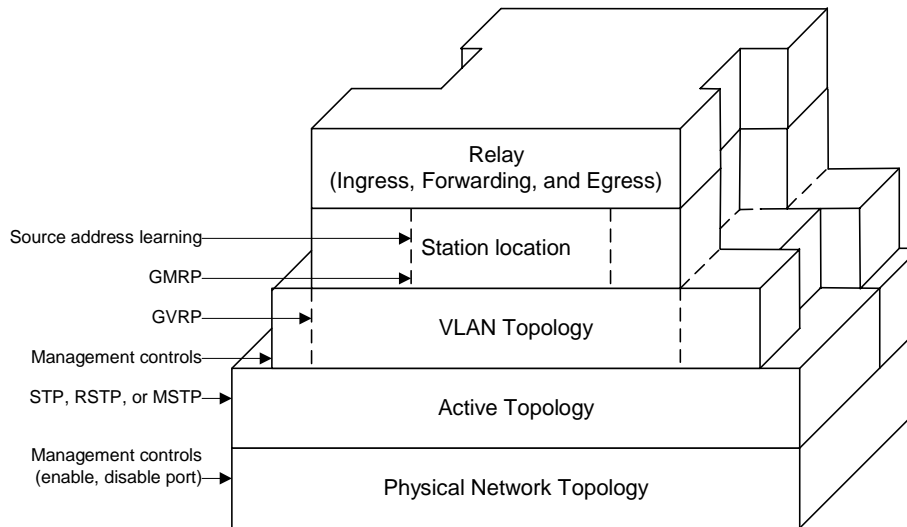 Relay
(Ingress, Forwarding, and Egress)
Source address learning
Station location
GMRP
GVRP
VLAN Topology
Management controls
STP, RSTP, or MSTP
Active Topology
Management controls
(enable, disable port)
Physical Network Topology